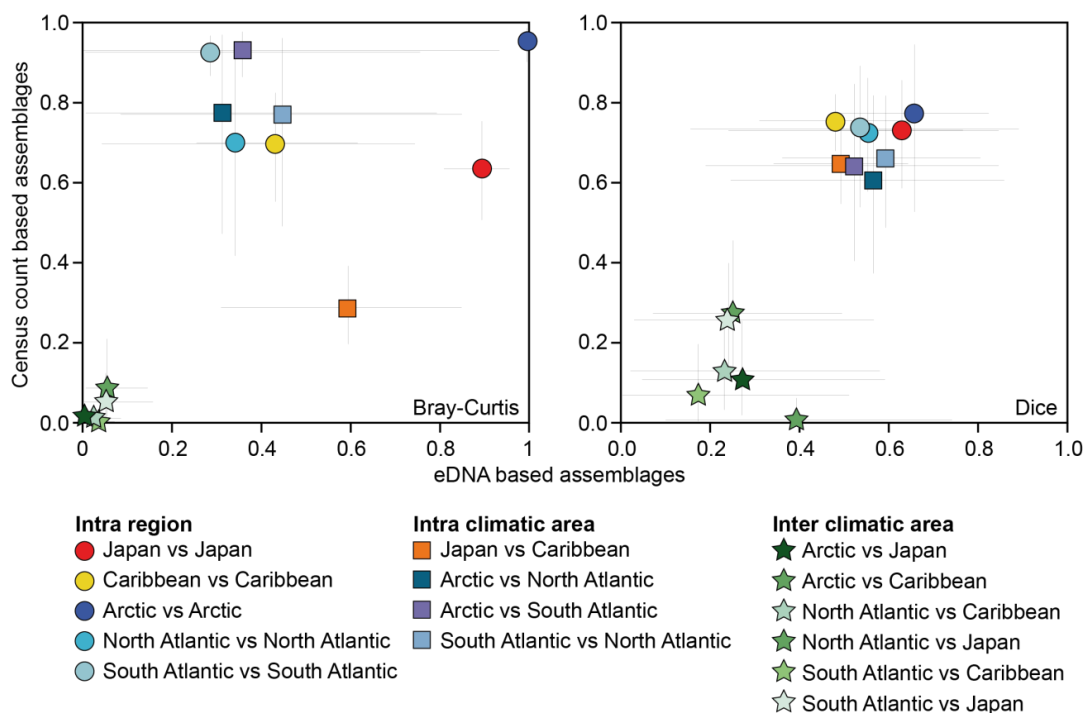 Census count based assemblages
1.0
0.8
0.6
0.4
0.2
0.0
0
0.2
0.4
0.6
0.8
1
Bray-Curtis
1.0
0.8
0.6
0.4
0.2
0.0
0.0
0.2
0.4
0.6
0.8
1.0
Dice
eDNA based assemblages
Intra region
Japan vs Japan
Caribbean vs Caribbean
Arctic vs Arctic
North Atlantic vs North Atlantic
South Atlantic vs South Atlantic
Intra climatic area
Japan vs Caribbean
Arctic vs North Atlantic
Arctic vs South Atlantic
South Atlantic vs North Atlantic
Inter climatic area
Arctic vs Japan
Arctic vs Caribbean
North Atlantic vs Caribbean
North Atlantic vs Japan
South Atlantic vs Caribbean
South Atlantic vs Japan